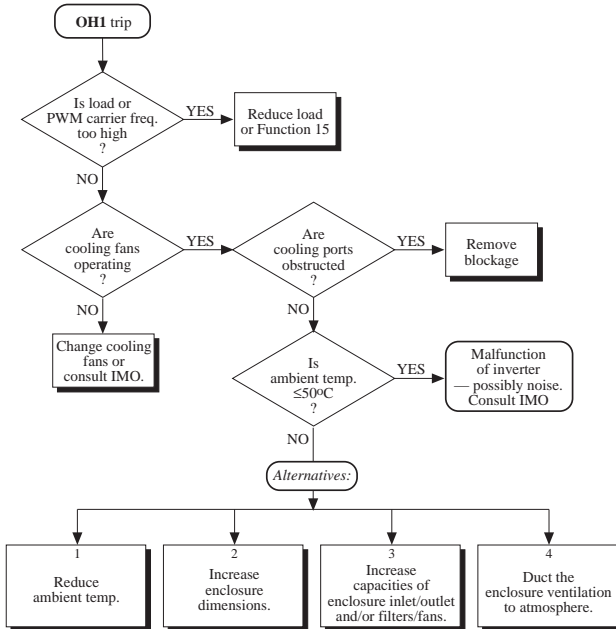 OH1 trip
Is load or
PWM carrier freq.
too high
?
YES
Reduce load
or Function 15
NO
Are
cooling fans
operating
?
YES
Are
cooling ports
obstructed
?
YES
Remove
blockage
NO
NO
Change cooling
fans or
consult IMO.
Is
ambient temp.
≤50ºC
?
YES
Malfunction
of inverter
— possibly noise.
Consult IMO
NO
Alternatives:
1
Reduce
ambient temp.
2
Increase
enclosure
dimensions.
3
Increase
capacities of
enclosure inlet/outlet
and/or filters/fans.
4
Duct the
enclosure ventilation
to atmosphere.